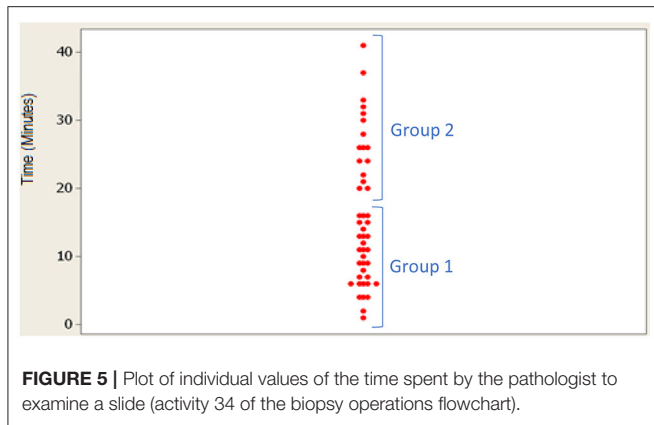 40
30
20
10
0
Time (Minutes)
Group 2
Group 1
FIGURE 5 | Plot of individual values of the time spent by the pathologist to
examine a slide (activity 34 of the biopsy operations flowchart).